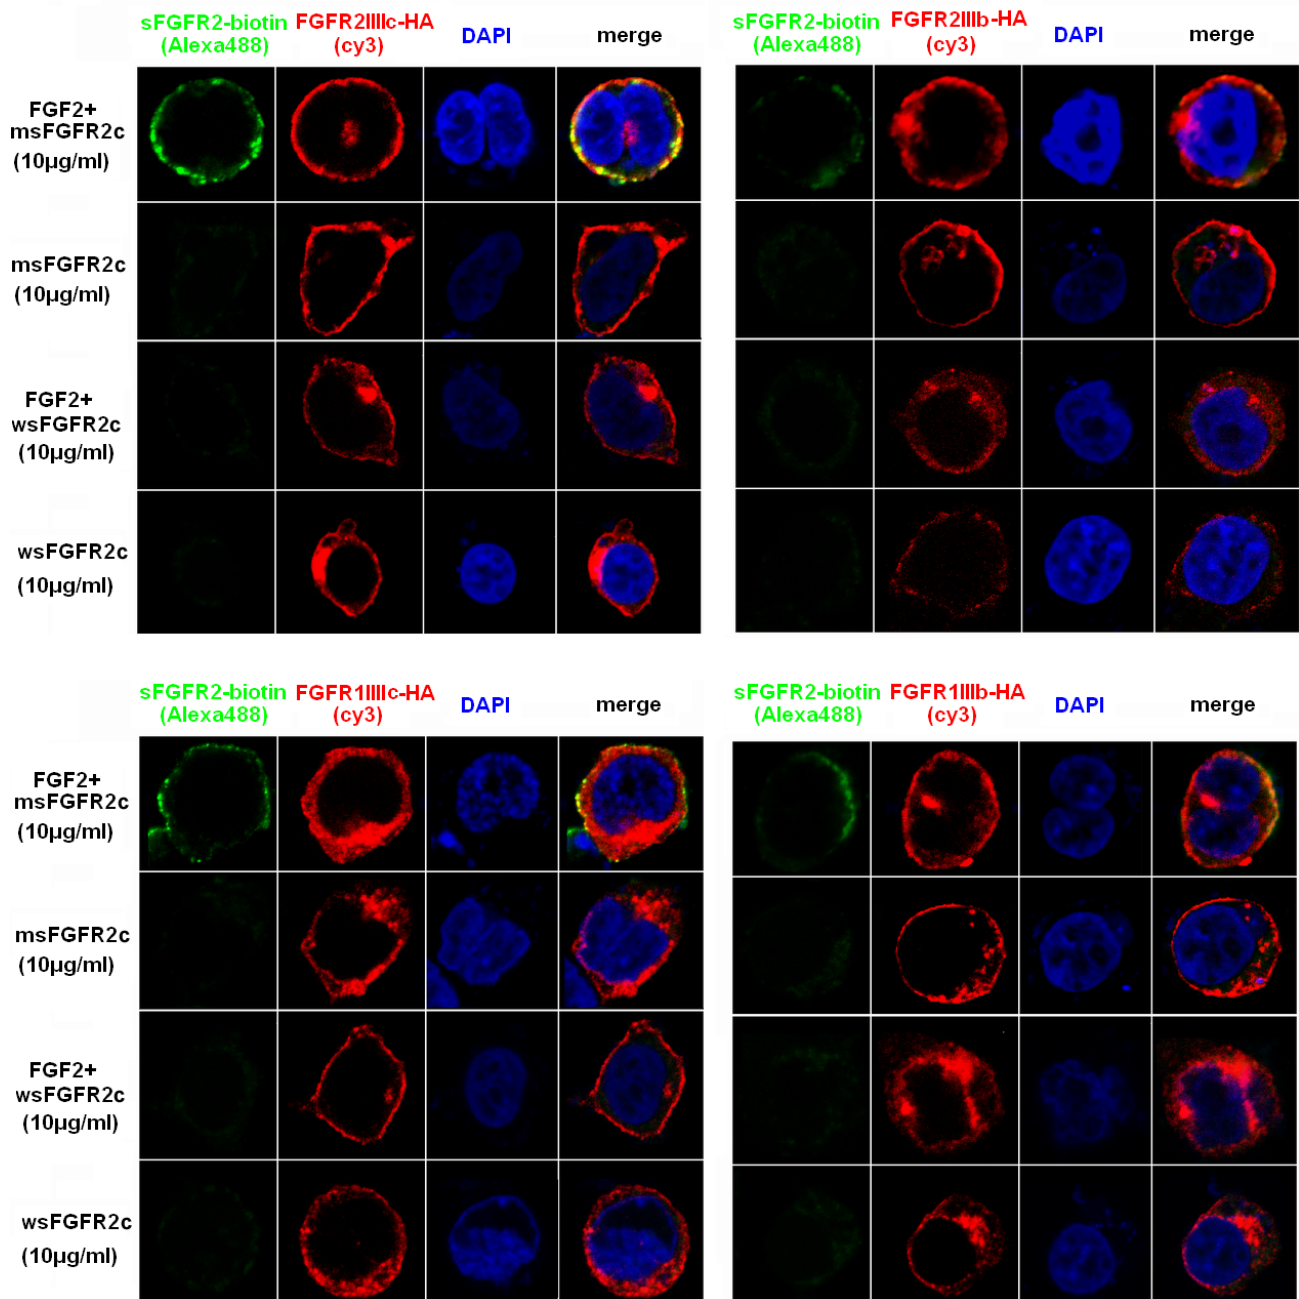 sFGFR2-biotin FGFR2IIIIc-HA DAPI merge
(Alexa488) (cy3)
sFGFR2-biotin FGFR2IIIb-HA DAPI merge
(Alexa488) (cy3)
FGF2+
msFGFR2c
(10µg/ml)
msFGFR2c
(10µg/ml)
FGF2+
wsFGFR2c
(10µg/ml)
wsFGFR2c
(10µg/ml)
sFGFR2-biotin FGFR1IIIIc-HA DAPI merge
(Alexa488) (cy3)
sFGFR2-biotin FGFR1IIIb-HA DAPI merge
(Alexa488) (cy3)
FGF2+
msFGFR2c
(10µg/ml)
msFGFR2c
(10µg/ml)
FGF2+
wsFGFR2c
(10µg/ml)
wsFGFR2c
(10µg/ml)